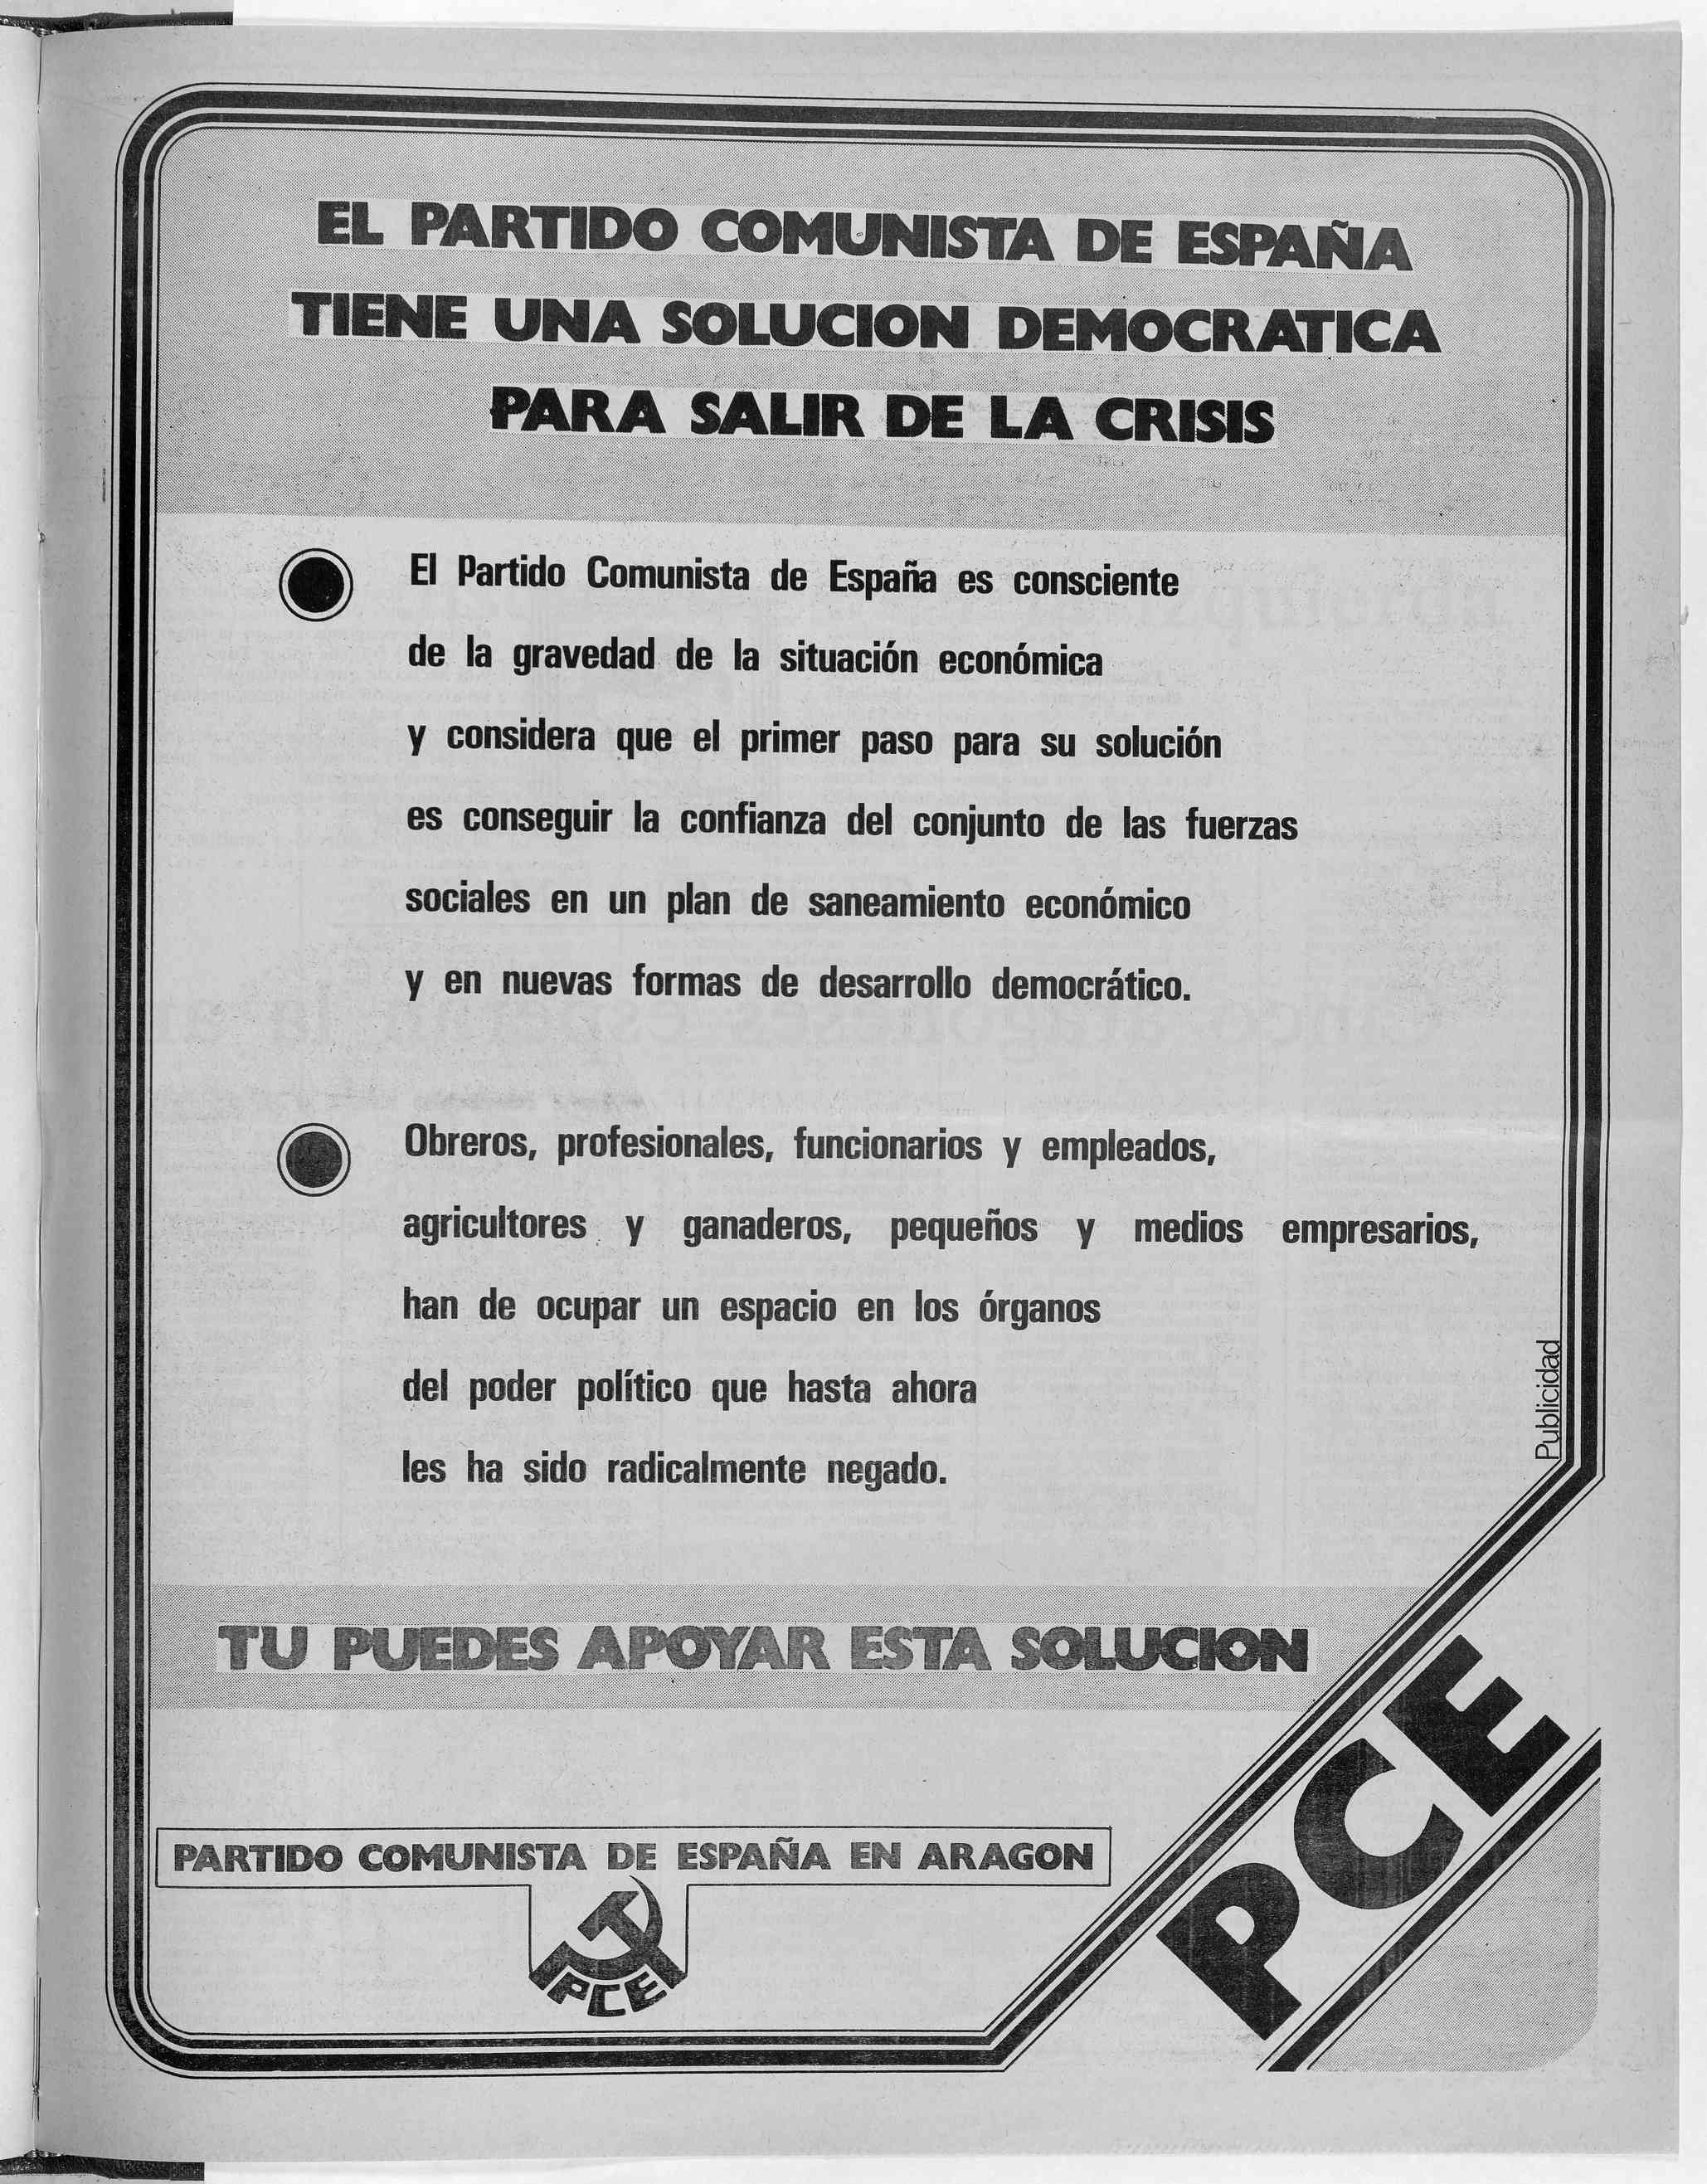 EL PARTIDO COMUNISTA DE ESPAÑA
TIENE UNA SOLUCION DEMOCRATICA
PARA SALIR DE LA CRISIS
El Partido Comunista de España es consciente
de la gravedad de la situación económica
y considera que el primer paso para su solución
es conseguir la confianza del conjunto de las fuerzas
sociales en un plan de saneamiento económico
y en nuevas formas de desarrollo democrático.
Obreros, profesionales, funcionarios y empleados,
agricultores y ganaderos, pequeños y medios empresarios,
han de ocupar un espacio en los órganos
del poder político que hasta ahora
les ha sido radicalmente negado.
Publicidad
TU PUEDES APOYAR ESTA SOLUCION
PCE
PARTIDO COMUNISTA DE ESPAÑA EN ARAGON
PCE